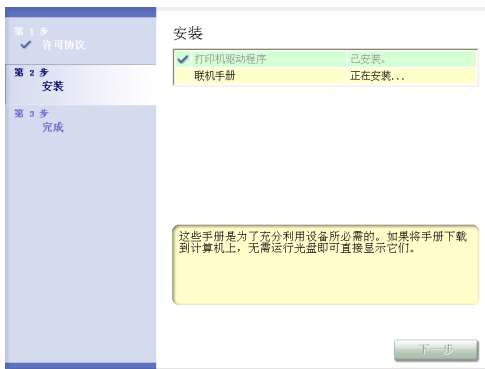 第 1 步
许可协议
第 2 步
安装
第 3 步
完成
安装
打印机驱动程序 已安装。
联机手册 正在安装...
这些手册是为了充分利用设备所必需的。如果将手册下载
到计算机上，无需运行光盘即可直接显示它们。
下一步